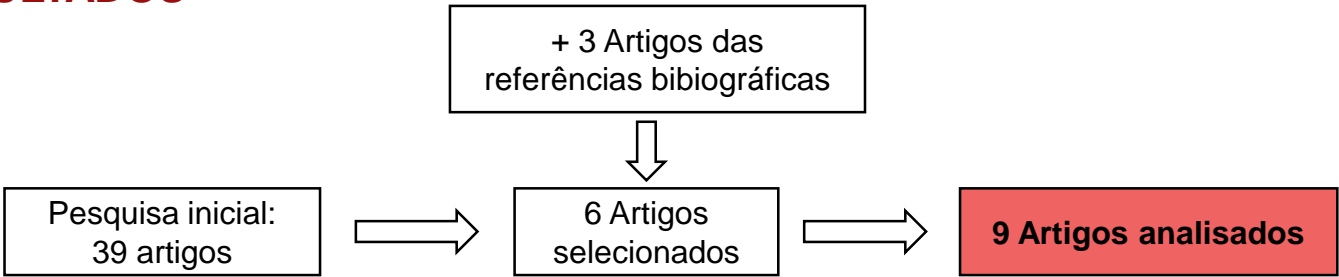 + 3 Artigos das
referências bibiográficas
Pesquisa inicial:
39 artigos
6 Artigos
selecionados
9 Artigos analisados